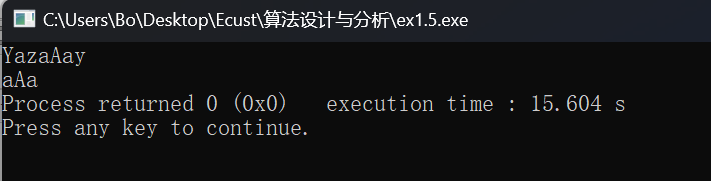 C:\Users\Bo\Desktop\Ecust\算法设计与分析\ex1.5.exe
YazaAay
aAa
Process returned 0 (0x0)   execution time : 15.604 s
Press any key to continue.